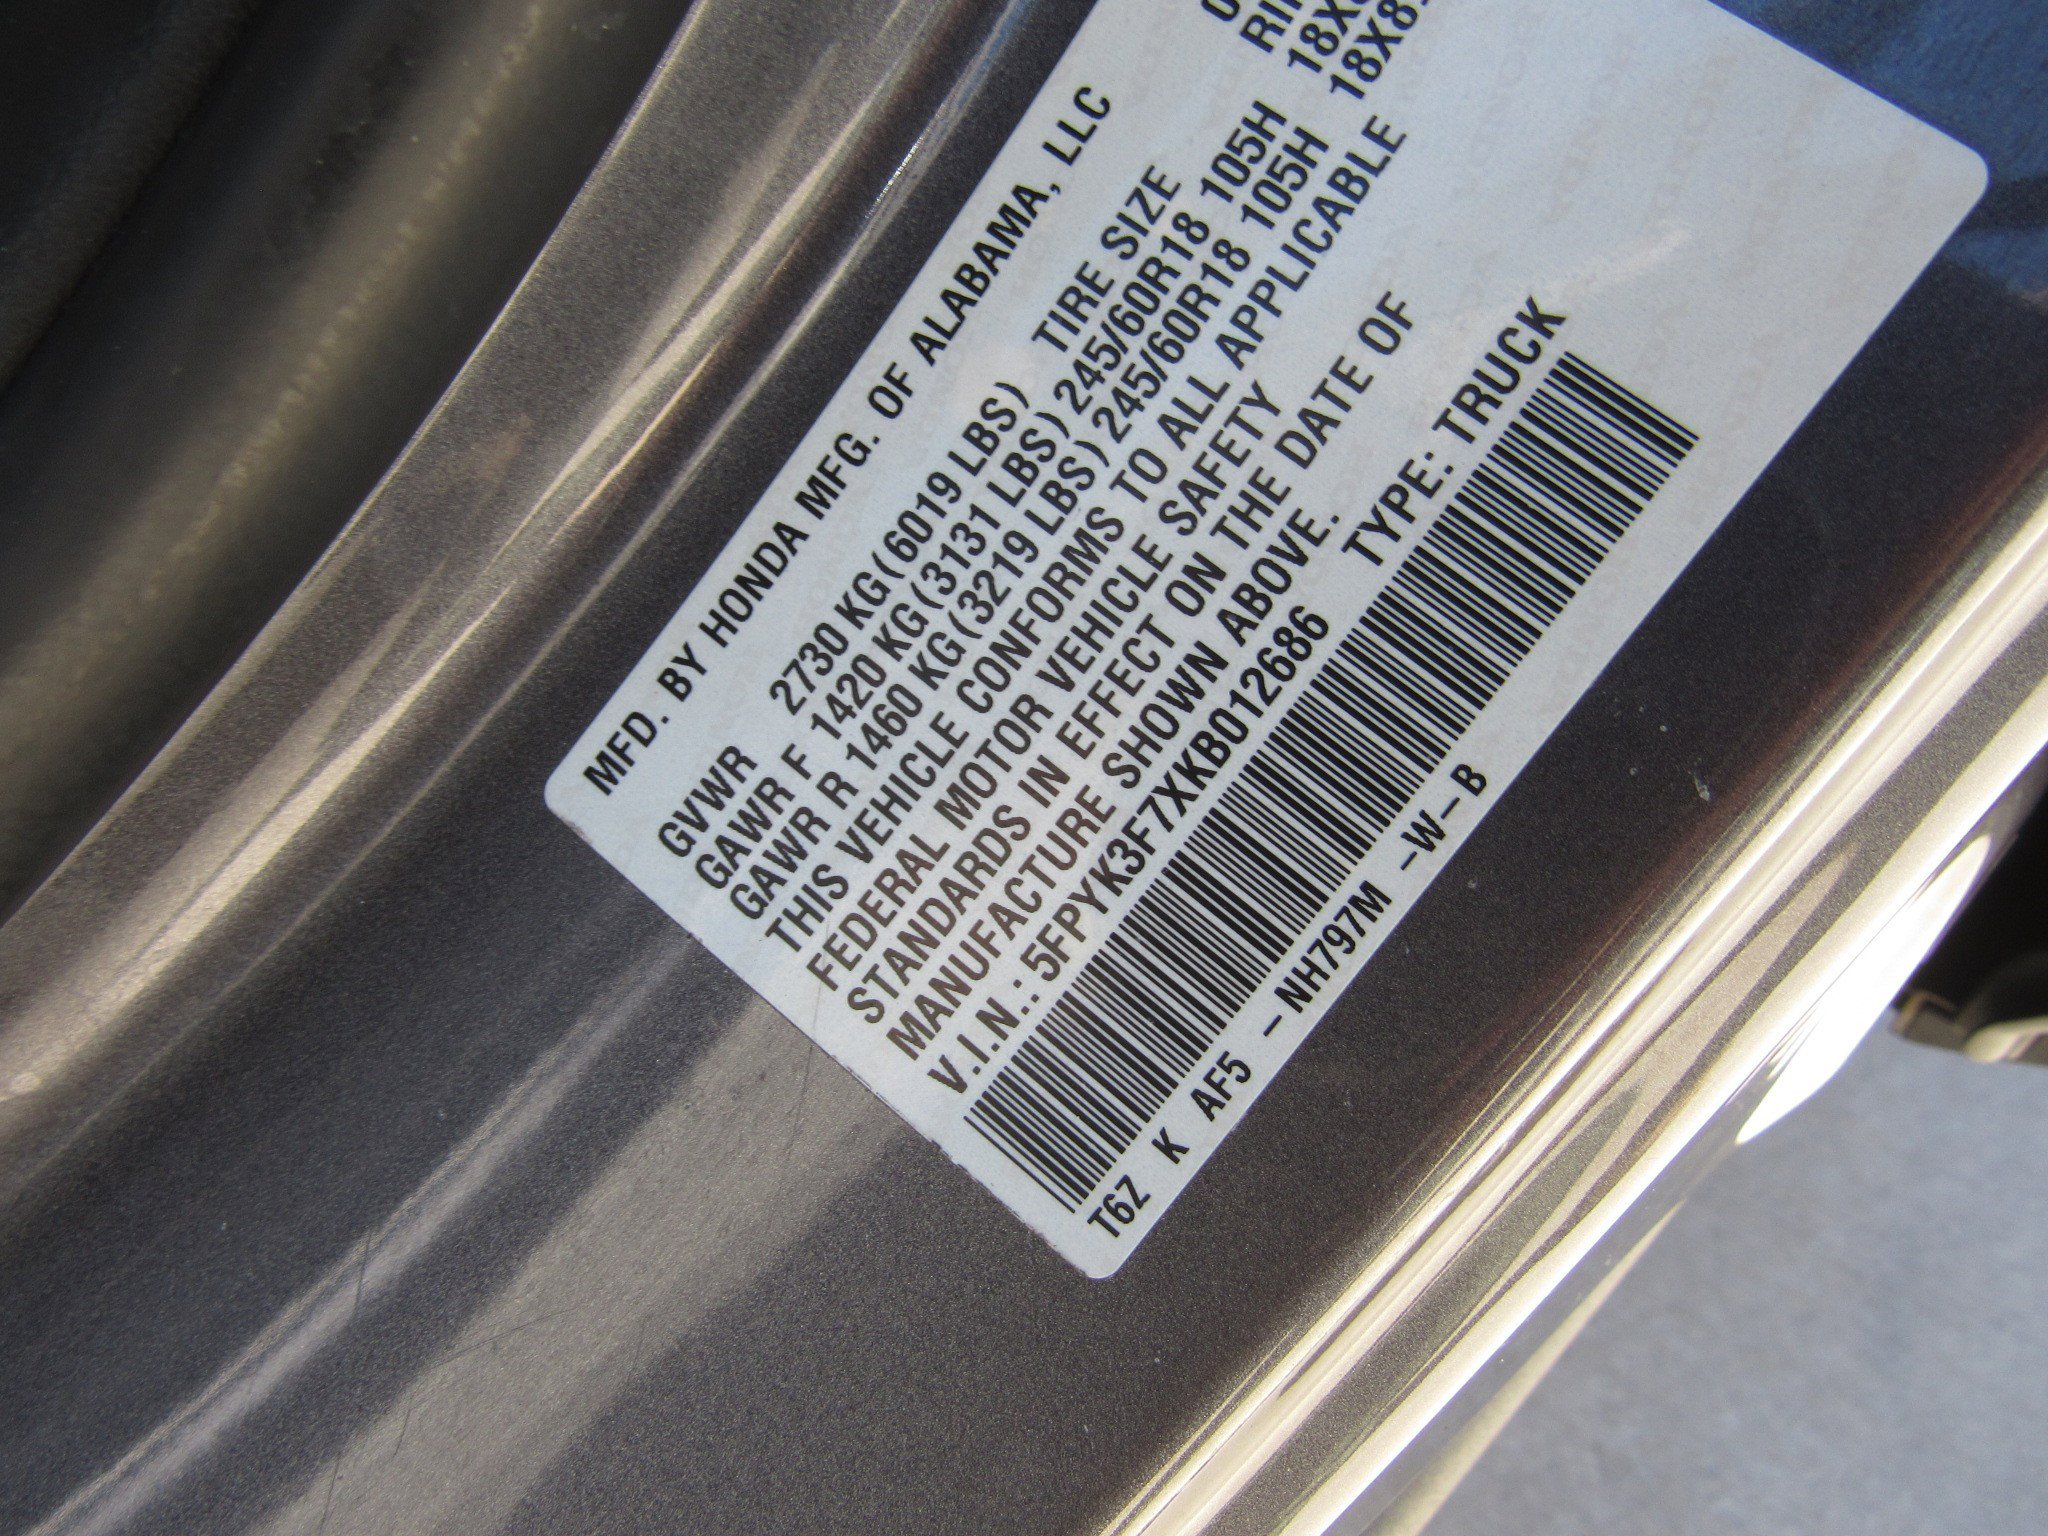 MFD. BY HONDA MFG. OF ALABAMA, LLC
GVWR 2730 KG (6019 LBS) TIRE SIZE
GAWR F 1420 KG (3131 LBS) 245/60R18 105H
GAWR R 1460 KG (3219 LBS) 245/60R18 105H
THIS VEHICLE CONFORMS TO ALL APPLICABLE
FEDERAL MOTOR VEHICLE SAFETY
STANDARDS IN EFFECT ON THE DATE OF
MANUFACTURE SHOWN ABOVE.
V.I.N.: 5FPYK3F7XKB012686 TYPE: TRUCK
T6Z K AF5 -NH797M -W-B